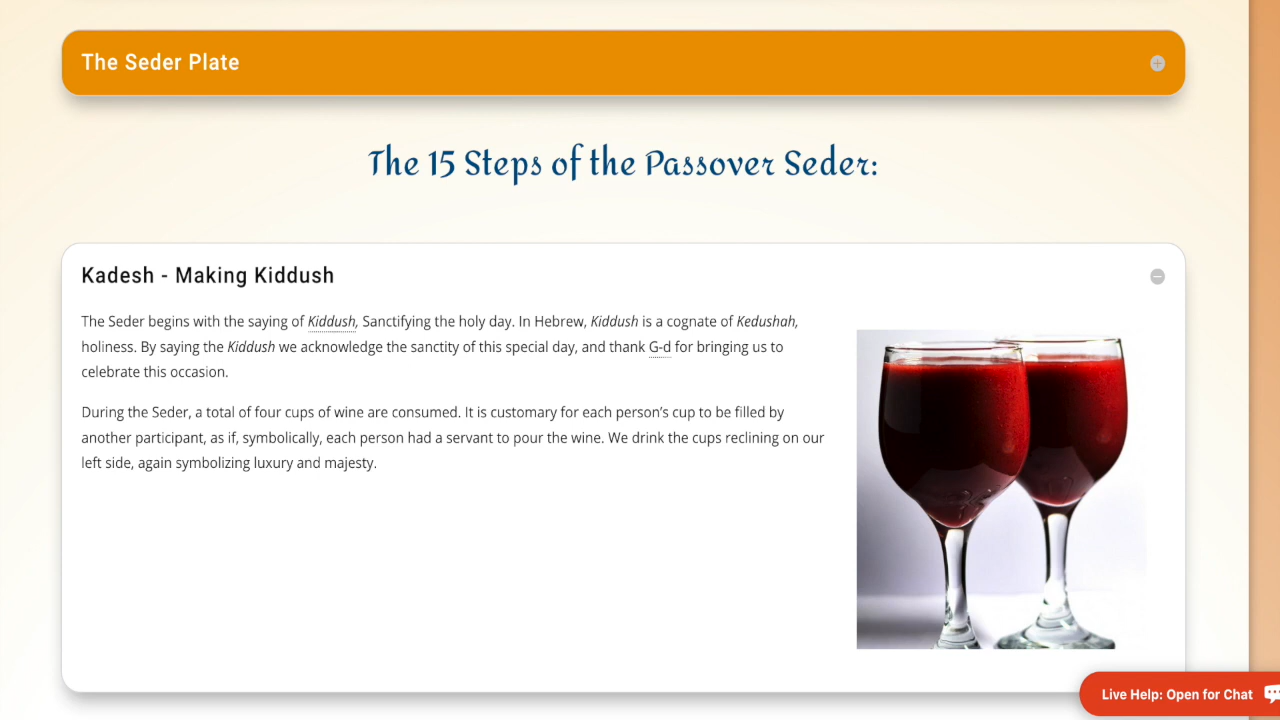 The Seder Plate
The 15 Steps of the Passover Seder:
Kadesh - Making Kiddush
The Seder begins with the saying of Kiddush, Sanctifying the holy day. In Hebrew, Kiddush is a cognate of Kedushah,
holiness. By saying the Kiddush we acknowledge the sanctity of this special day, and thank G-d for bringing us to
celebrate this occasion.
During the Seder, a total of four cups of wine are consumed. It is customary for each person’s cup to be filled by
another participant, as if, symbolically, each person had a servant to pour the wine. We drink the cups reclining on our
left side, again symbolizing luxury and majesty.
Live Help: Open for Chat